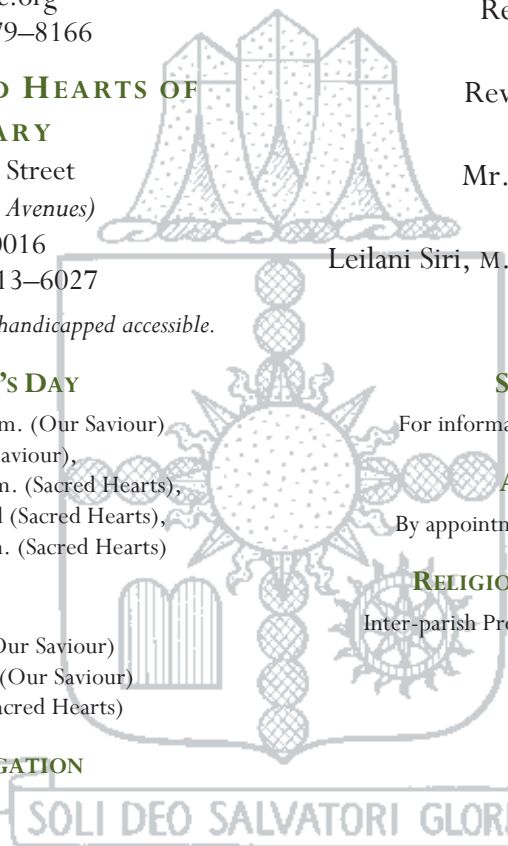 .org
79–8166
D HEARTS OF
ARY
Street
Avenues)
0016
13–6027
handicapped accessible.
’S DAY
m. (Our Saviour)
aviour),
m. (Sacred Hearts),
l (Sacred Hearts),
n. (Sacred Hearts)
Our Saviour)
(Our Saviour)
acred Hearts)
GATION
Re
Rev
Mr.
Leilani Siri, M.
S
For informa
A
By appointm
RELIGIO
Inter-parish Pr
SOLI DEO SALVATORI GLORI